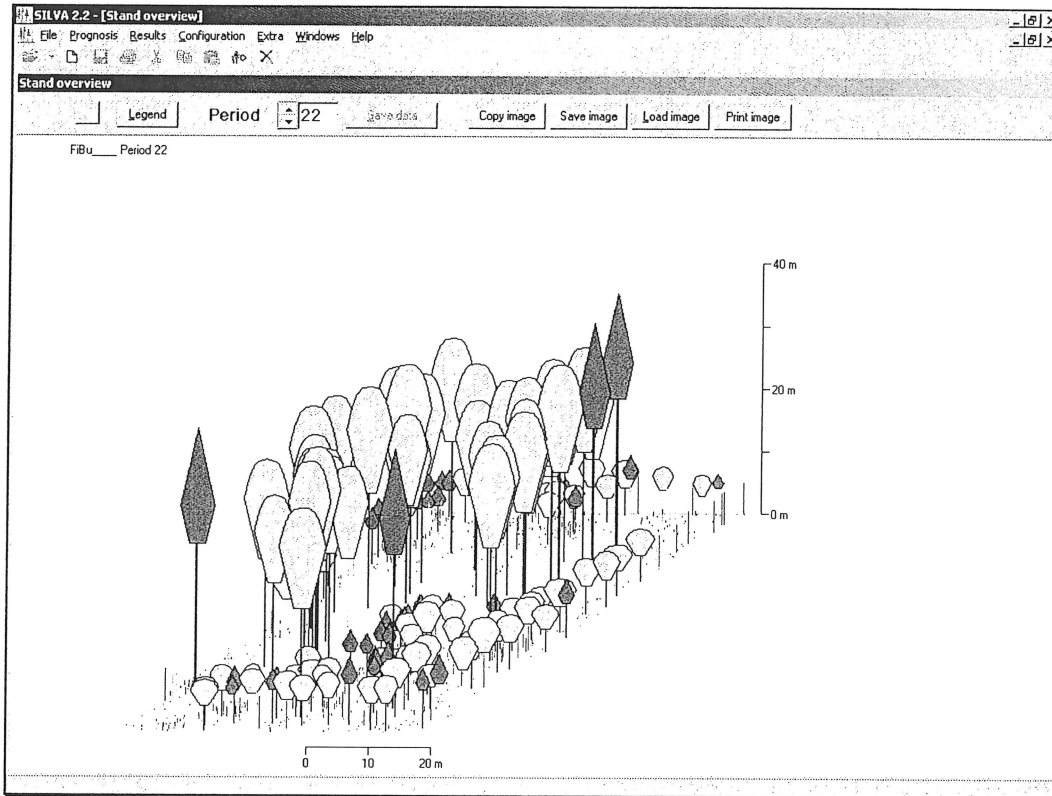 SILVA 2.2 - [Stand overview]
File Prognosis Results Configuration Extra Windows Help
Stand overview
Legend Period 22 Save data Copy image Save image Load image Print image
FiBu____ Period 22
40 m
20 m
0 m
0 10 20 m